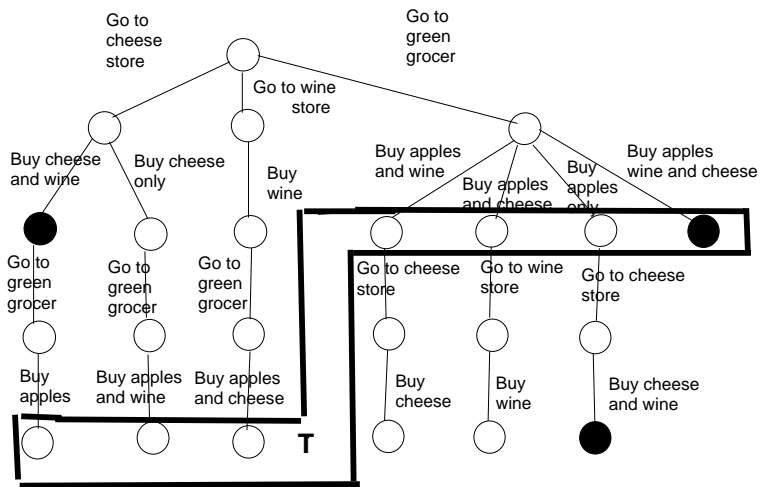 Go to
cheese
store
Go to
green
grocer
Go to wine
store
Buy cheese
and wine
Buy cheese
only
Buy
wine
Buy apples
and wine
Buy apples
and cheese
Buy
apples
only
Buy apples
wine and cheese
Go to
green
grocer
Go to
green
grocer
Go to
green
grocer
Go to cheese
store
Go to wine
store
Go to cheese
store
Buy
apples
Buy apples
and wine
Buy apples
and cheese
Buy
cheese
Buy
wine
Buy cheese
and wine
T